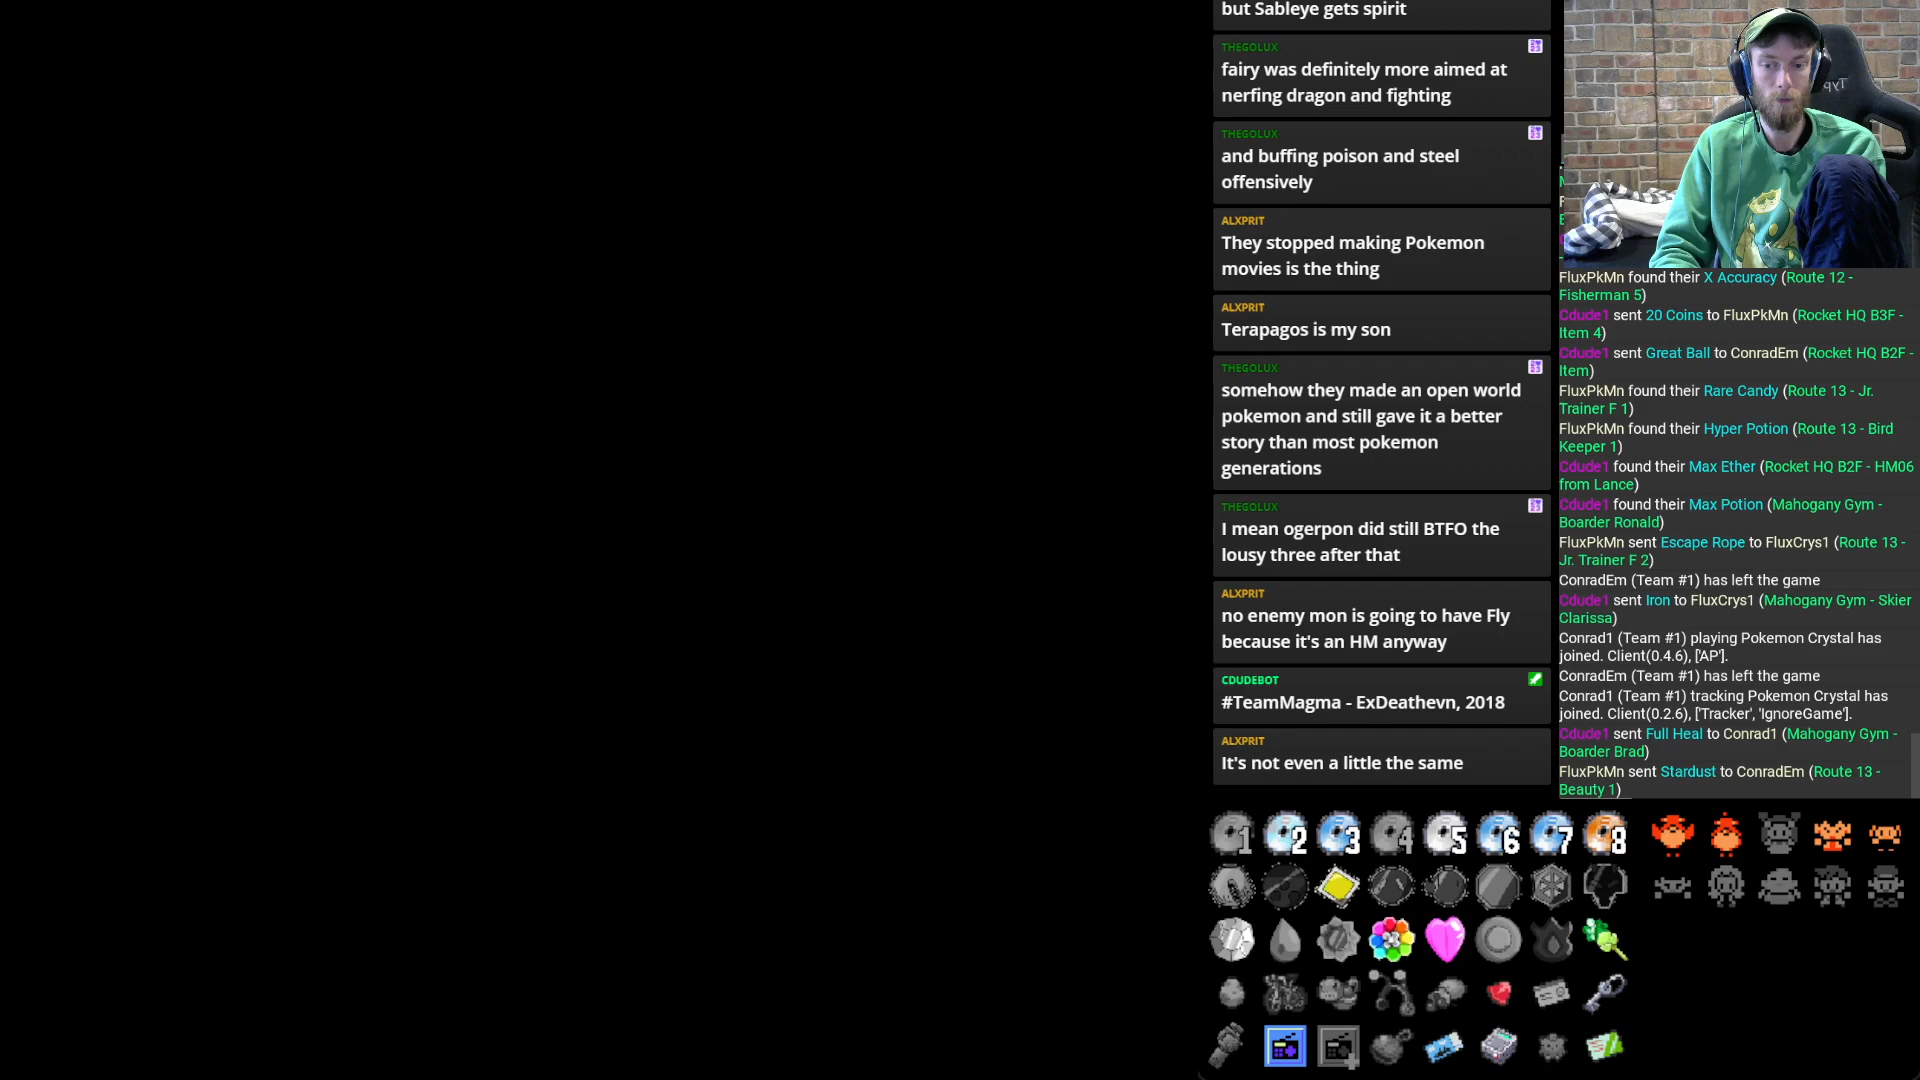 but Sableye gets spirit
THEGOLUX
fairy was definitely more aimed at
nerfing dragon and fighting
THEGOLUX
and buffing poison and steel
offensively
ALXPRIT
They stopped making Pokemon
movies is the thing
ALXPRIT
Terapagos is my son
THEGOLUX
somehow they made an open world
pokemon and still gave it a better
story than most pokemon
generations
THEGOLUX
I mean ogerpon did still BTFO the
lousy three after that
ALXPRIT
no enemy mon is going to have Fly
because it's an HM anyway
CDUDEBOT
#TeamMagma - ExDeathevn, 2018
ALXPRIT
It's not even a little the same
FluxPkMn found their X Accuracy (Route 12 -
Fisherman 5)
Cdude1 sent 20 Coins to FluxPkMn (Rocket HQ B3F -
Item 4)
Cdude1 sent Great Ball to ConradEm (Rocket HQ B2F -
Item)
FluxPkMn found their Rare Candy (Route 13 - Jr.
Trainer F 1)
FluxPkMn found their Hyper Potion (Route 13 - Bird
Keeper 1)
Cdude1 found their Max Ether (Rocket HQ B2F - HM06
from Lance)
Cdude1 found their Max Potion (Mahogany Gym -
Boarder Ronald)
FluxPkMn sent Escape Rope to FluxCrys1 (Route 13 -
Jr. Trainer F 2)
ConradEm (Team #1) has left the game
Cdude1 sent Iron to FluxCrys1 (Mahogany Gym - Skier
Clarissa)
Conrad1 (Team #1) playing Pokemon Crystal has
joined. Client(0.4.6), ['AP'].
ConradEm (Team #1) has left the game
Conrad1 (Team #1) tracking Pokemon Crystal has
joined. Client(0.2.6), ['Tracker', 'IgnoreGame'].
Cdude1 sent Full Heal to Conrad1 (Mahogany Gym -
Boarder Brad)
FluxPkMn sent Stardust to ConradEm (Route 13 -
Beauty 1)
1 2 3 4 5 6 7 8